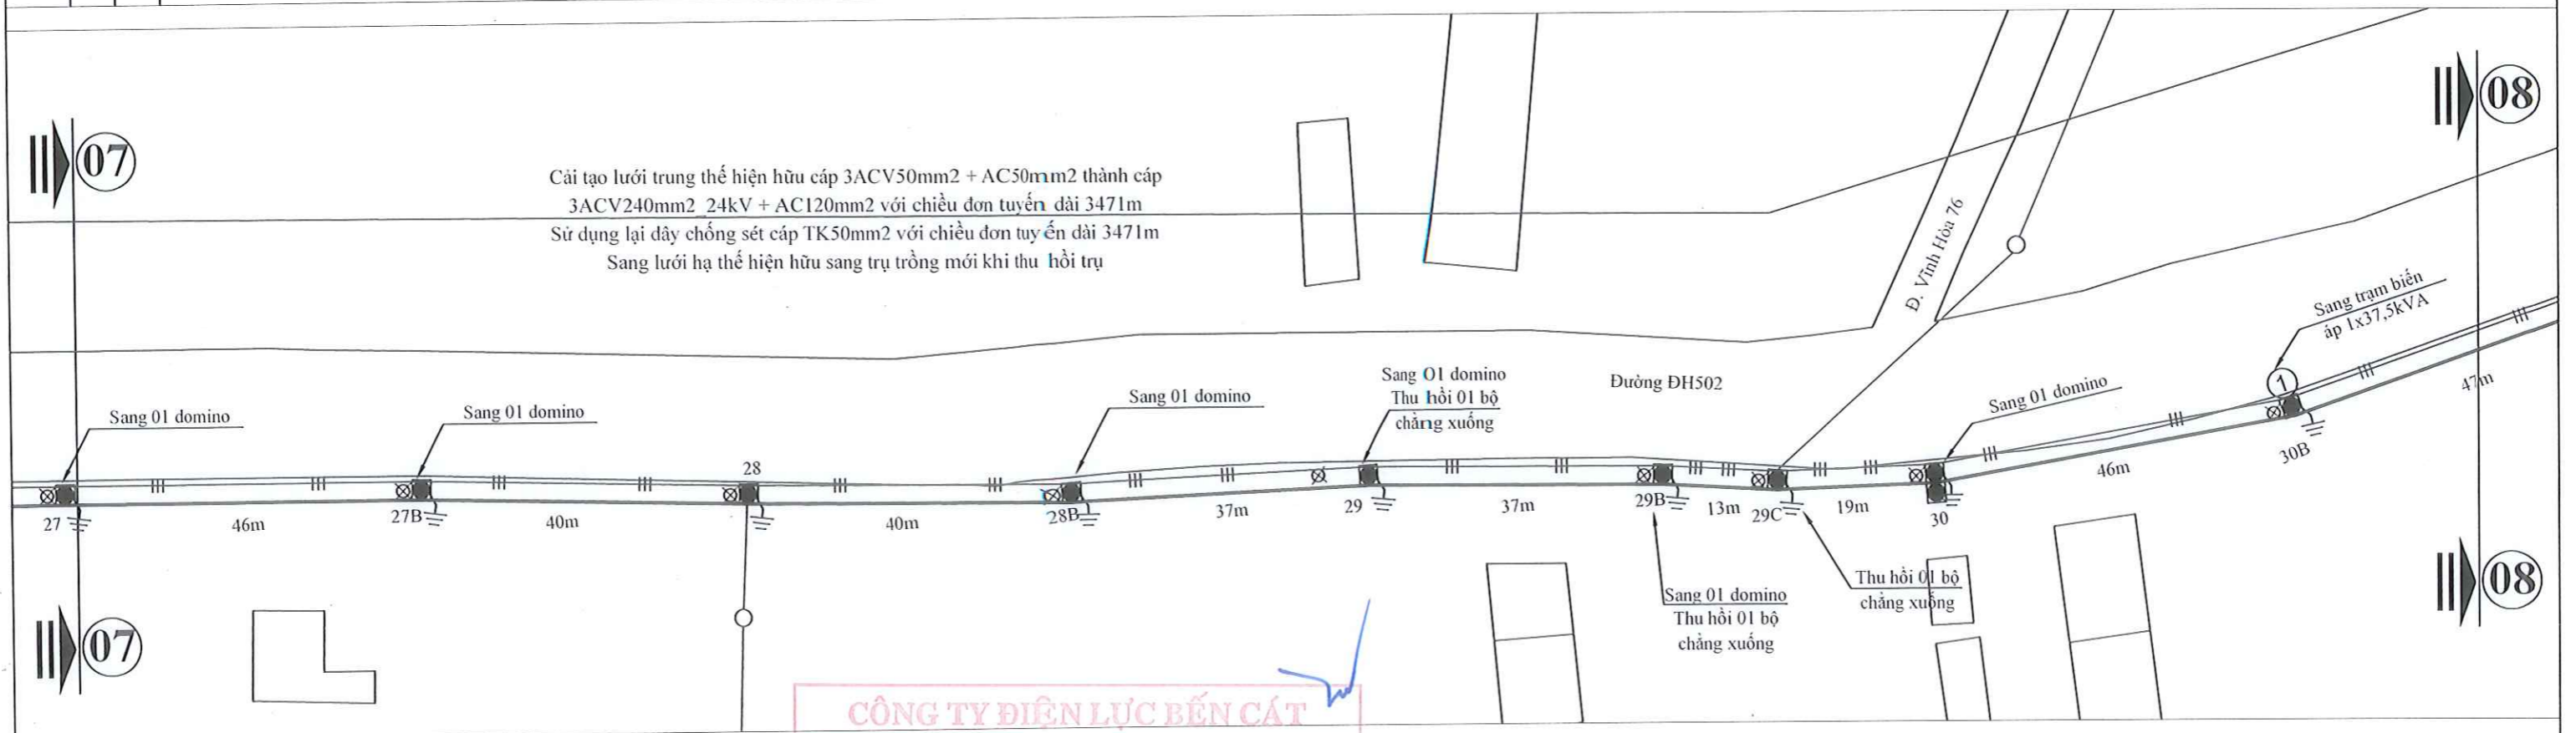 07
08
Cải tạo lưới trung thế hiện hữu cáp 3ACV50mm2 + AC50mm2 thành cáp
3ACV240mm2_24kV + AC120mm2 với chiều đơn tuyến dài 3471m
Sử dụng lại dây chống sét cáp TK50mm2 với chiều đơn tuyến dài 3471m
Sang lưới hạ thế hiện hữu sang trụ trồng mới khi thu hồi trụ
Đ. Vĩnh Hòa 76
Sang trạm biến
áp 1x37,5kVA
Sang 01 domino
Sang 01 domino
Sang 01 domino
Sang 01 domino
Thu hồi 01 bộ
chằng xuống
Đường ĐH502
Sang 01 domino
1
47m
28
27
46m
27B
40m
40m
28B
37m
29
37m
29B
13m
29C
19m
30
46m
30B
Sang 01 domino
Thu hồi 01 bộ
chằng xuống
Thu hồi 01 bộ
chằng xuống
07
08
CÔNG TY ĐIỆN LỰC BẾN CÁT